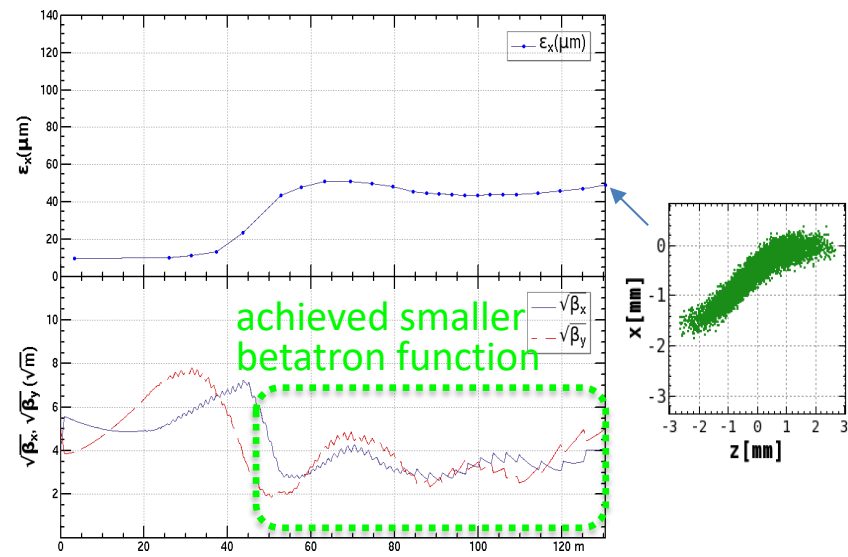 140
120
100
80
60
40
20
0
εₓ(μm)
εₓ(μm)
10
8
6
4
2
√βₓ, √βᵧ (√m)
√βₓ
√βᵧ
achieved smaller
betatron function
0 20 40 60 80 100 120 m
0
-1
-2
-3
x[mm]
-3 -2 -1 0 1 2 3
z[mm]